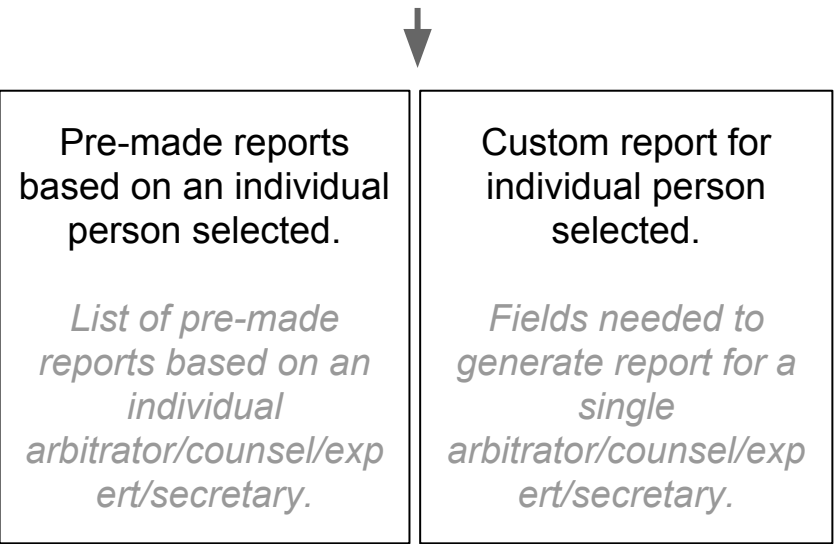 Pre-made reports
based on an individual
person selected.
List of pre-made
reports based on an
individual
arbitrator/counsel/exp
ert/secretary.
Custom report for
individual person
selected.
Fields needed to
generate report for a
single
arbitrator/counsel/exp
ert/secretary.